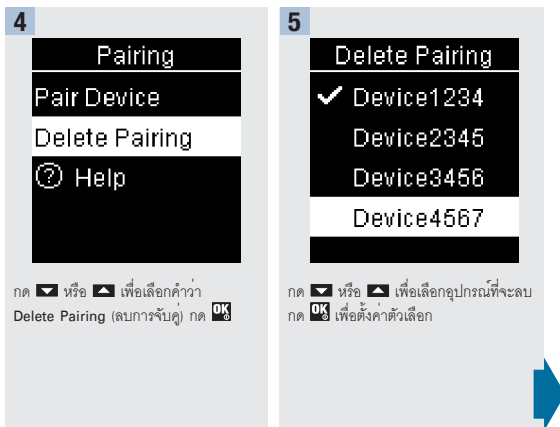 4
Pairing
Pair Device
Delete Pairing
? Help
กด หรือ เพื่อเลือกคำว่า
Delete Pairing (ลบการจับคู่) กด OK
5
Delete Pairing
✓ Device1234
Device2345
Device3456
Device4567
กด หรือ เพื่อเลือกอุปกรณ์ที่จะลบ
กด OK เพื่อตั้งค่าตัวเลือก